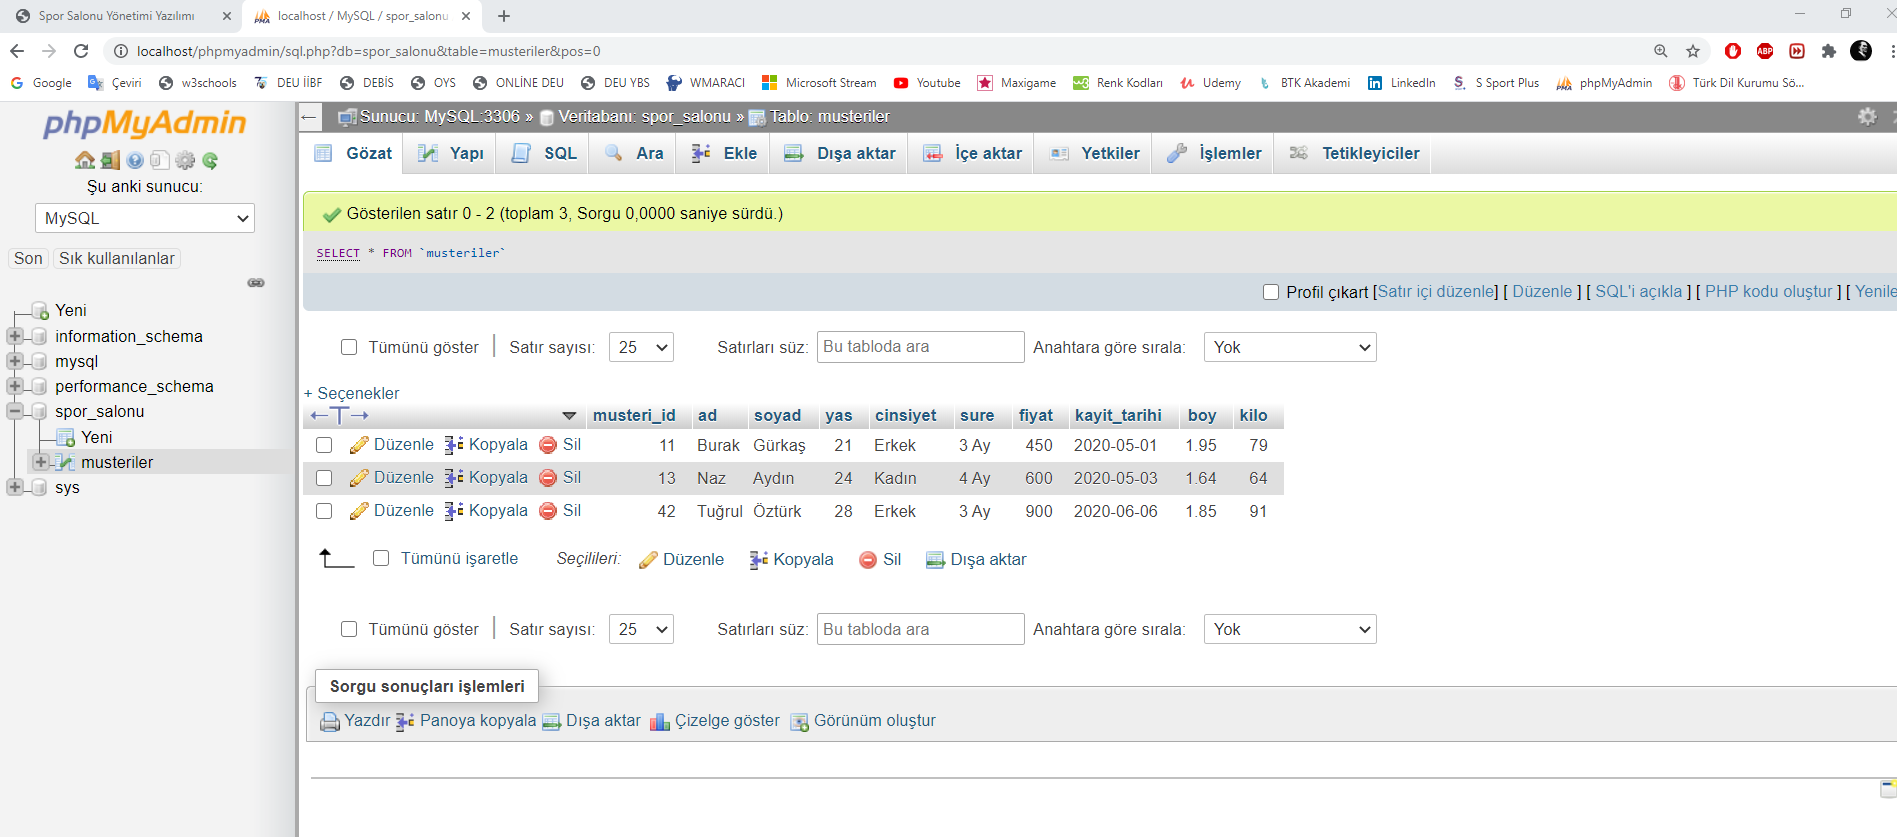 Spor Salonu Yönetimi Yazılımı
localhost / MySQL / spor_salonu
localhost/phpmyadmin/sql.php?db=spor_salonu&table=musteriler&pos=0
ABP
Google Çeviri w3schools DEU İİBF DEBİS OYS ONLİNE DEU DEU YBS WMARACI Microsoft Stream Youtube Maxigame Renk Kodları Udemy BTK Akademi LinkedIn S Sport Plus phpMyAdmin Türk Dil Kurumu Sö...
phpMyAdmin
Şu anki sunucu:
MySQL
Son Sık kullanılanlar
Yeni
information_schema
mysql
performance_schema
spor_salonu
Yeni
musteriler
sys
Sunucu: MySQL:3306 » Veritabanı: spor_salonu » Tablo: musteriler
Gözat Yapı SQL Ara Ekle Dışa aktar İçe aktar Yetkiler İşlemler Tetikleyiciler
Gösterilen satır 0 - 2 (toplam 3, Sorgu 0,0000 saniye sürdü.)
SELECT * FROM `musteriler`
Profil çıkart [Satır içi düzenle] [ Düzenle ] [ SQL'i açıkla ] [ PHP kodu oluştur ] [ Yenile
Tümünü göster Satır sayısı: 25 Satırları süz: Bu tabloda ara Anahtara göre sırala: Yok
+ Seçenekler
←T→ musteri_id ad soyad yas cinsiyet sure fiyat kayit_tarihi boy kilo
Düzenle Kopyala Sil 11 Burak Gürkaş 21 Erkek 3 Ay 450 2020-05-01 1.95 79
Düzenle Kopyala Sil 13 Naz Aydın 24 Kadın 4 Ay 600 2020-05-03 1.64 64
Düzenle Kopyala Sil 42 Tuğrul Öztürk 28 Erkek 3 Ay 900 2020-06-06 1.85 91
Tümünü işaretle Seçilileri: Düzenle Kopyala Sil Dışa aktar
Tümünü göster Satır sayısı: 25 Satırları süz: Bu tabloda ara Anahtara göre sırala: Yok
Sorgu sonuçları işlemleri
Yazdır Panoya kopyala Dışa aktar Çizelge göster Görünüm oluştur